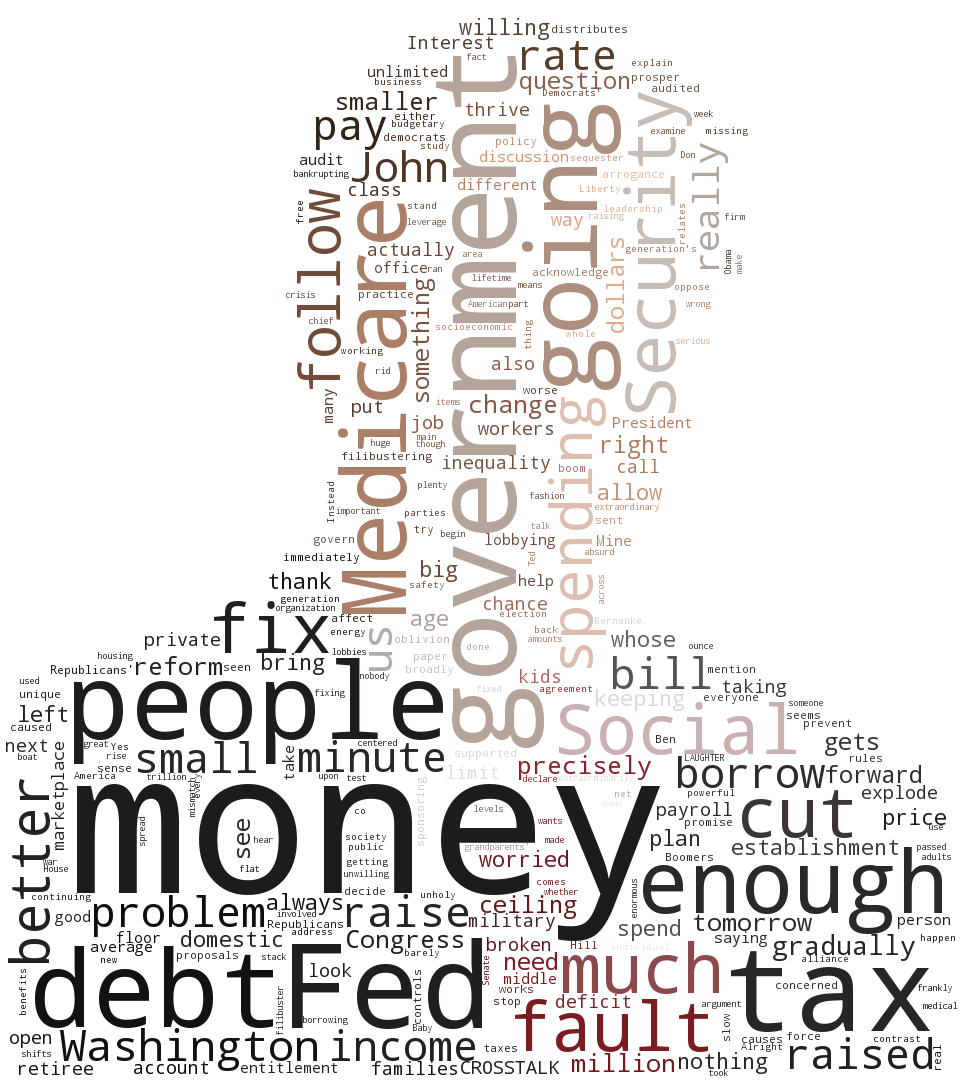 willing
distributes
Interest
fact
rate
explain
unlimited
business
question
prosper
audited
Democrats'
smaller
thrive
either
budgetary
pay
week
democrats
examine
missing
study
policy
John
discussion
sequester
Don
really
audit
bankrupting
class
different
arrogance
Liberty
free
stand
leverage
follow
way
raising
leadership
relates
firm
government
going
Security
Medicare
actually
area
generation's
office
ran
acknowledge
dollars
Obama
make
lifetime
means
oppose
crisis
practice
something
American
part
wrong
chief
socioeconomic
thing
whole
serious
working
also
rid
worse
many
put
items
change
spending
job
workers
President
main
though
huge
right
filibustering
inequality
boom
call
Instead
plenty
fashion
allow
important
parties
extraordinary
try
begin
talk
sent
govern
lobbying
Mine
absurd
Ted
immediately
thank
big
safety
help
across
generation
organization
chance
election
affect
age
Bernanke
fix
energy
us
oblivion
back
amounts
whose
private
done
ounce
housing
lobbies
paper
broadly
Republicans'
reform
seen
bring
nobody
kids
bill
mention
used
unique
fixing
fixed
agreement
taking
keeping
everyone
people
left
someone
caused
Social
seems
prevent
next
boat
great
Yes
rise
centered
Ben
gets
rules
marketplace
small
take
minute
supported
precisely
LAUGHTER
sense
America
trillion
mismatch
every
upon
test
limit
declare
extraordinarily
borrow
forward
better
money
sponsoring
net
damn
powerful
explode
co
levels
payroll
promise
cut
price
use
spread
see
hear
society
public
wants
made
plan
establishment
grandparents'
war
House
flat
getting
unwilling
worried
Boomers
passed
adults
continuing
decide
unholy
comes
whether
enormous
enough
good
problem
always
involved
Republicans
raise
ceiling
military
spend
tomorrow
person
floor
average
new
domestic
proposals
address
stack
Congress
barely
broken
Hill
individual
saying
gradually
happen
alliance
benefits
debt
Fed
look
controls
Senate
need
middle
works
much
tax
concerned
frankly
medical
filibuster
borrowing
Baby
stop
deficit
argument
slow
open
shifts
Washington
income
taxes
fault
causes
Alright
force
contrast
retiree
account
entitlement
families
CROSSTALK
million
nothing
took
raised
real